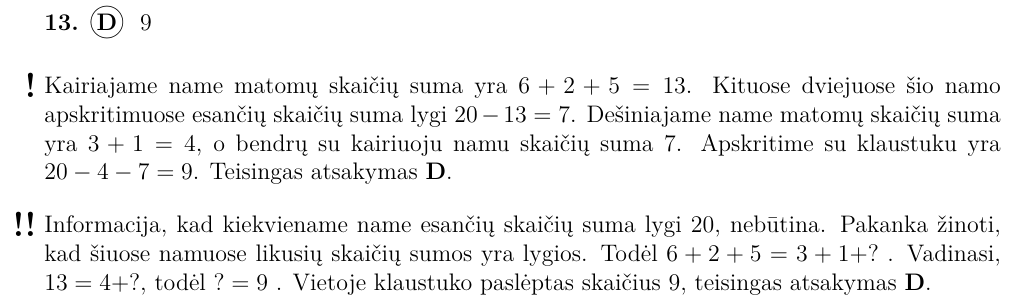 13. D 9
! Kairiajame name matomų skaičių suma yra 6 + 2 + 5 = 13. Kituose dviejuose šio namo
apskritimuose esančių skaičių suma lygi 20 − 13 = 7. Dešiniajame name matomų skaičių suma
yra 3 + 1 = 4, o bendrų su kairiuoju namu skaičių suma 7. Apskritime su klaustuku yra
20 − 4 − 7 = 9. Teisingas atsakymas D.
!! Informacija, kad kiekviename name esančių skaičių suma lygi 20, nebūtina. Pakanka žinoti,
kad šiuose namuose likusių skaičių sumos yra lygios. Todėl 6 + 2 + 5 = 3 + 1+? . Vadinasi,
13 = 4+?, todėl ? = 9 . Vietoje klaustuko paslėptas skaičius 9, teisingas atsakymas D.